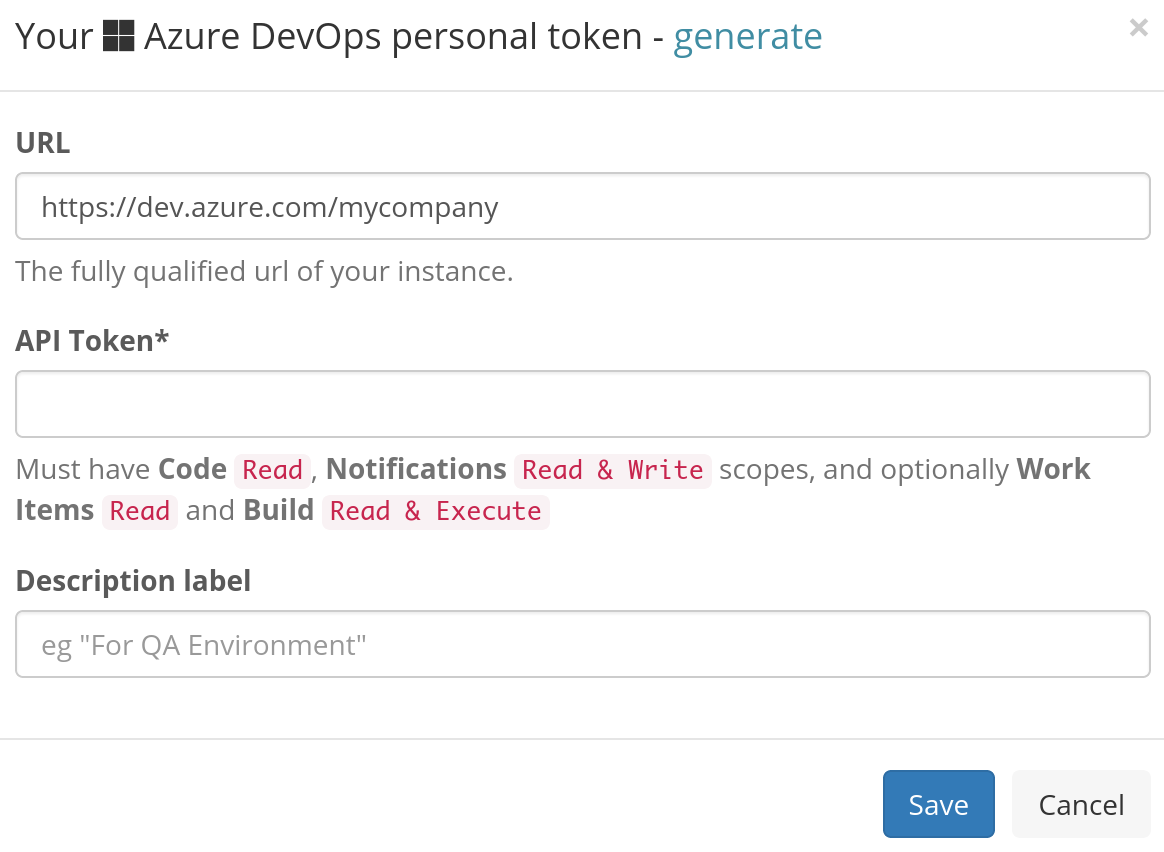 Your Azure DevOps personal token - generate
×
URL
https://dev.azure.com/mycompany
The fully qualified url of your instance.
API Token*
Must have Code Read, Notifications Read & Write scopes, and optionally Work
Items Read and Build Read & Execute
Description label
eg "For QA Environment"
Save Cancel